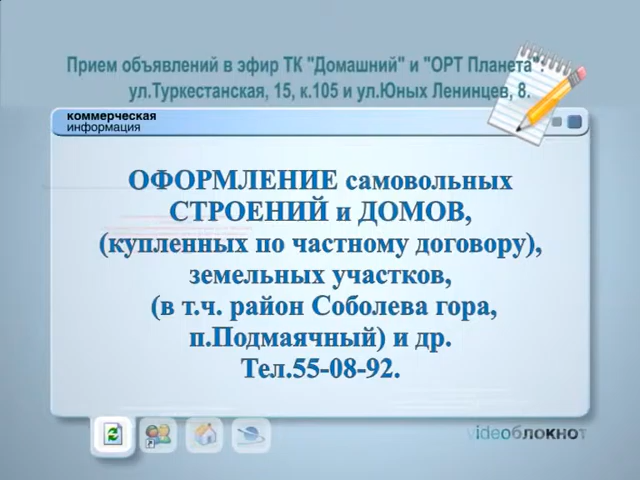 Прием объявлений в эфир ТК "Домашний" и "ОРТ Планета":
ул.Туркестанская, 15, к.105 и ул.Юных Ленинцев, 8.
коммерческая
информация
ОФОРМЛЕНИЕ самовольных
СТРОЕНИЙ и ДОМОВ,
(купленных по частному договору),
земельных участков,
(в т.ч. район Соболева гора,
п.Подмаячный) и др.
Тел.55-08-92.
videoблокнот